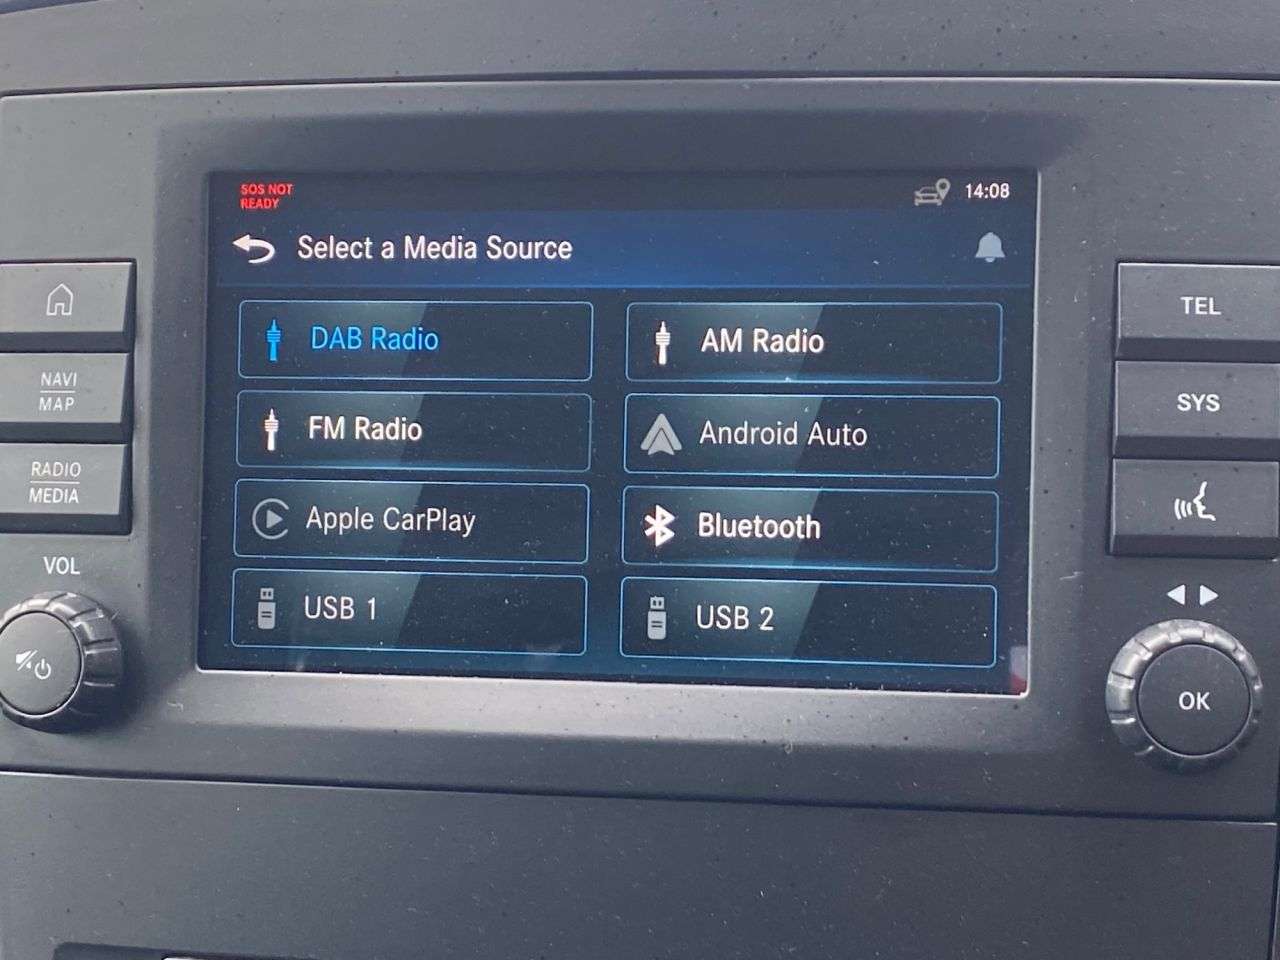 SOS NOT
READY
14:08
Select a Media Source
DAB Radio
AM Radio
FM Radio
Android Auto
Apple CarPlay
Bluetooth
USB 1
USB 2
NAVI
MAP
RADIO
MEDIA
VOL
TEL
SYS
OK